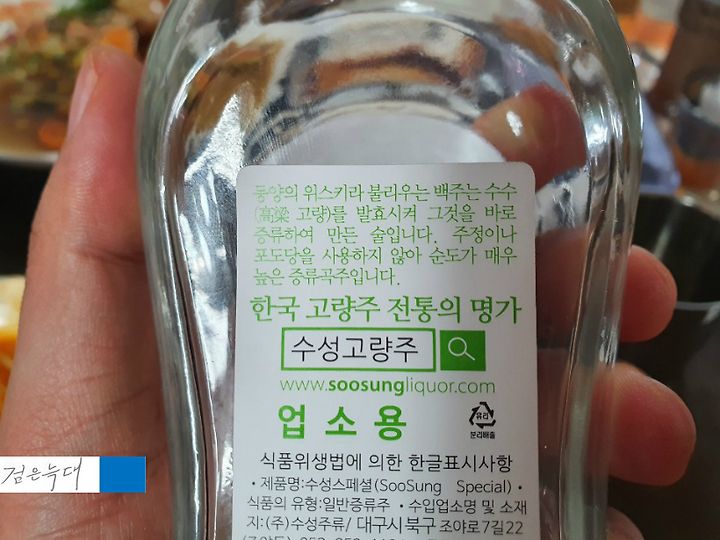 동양의 위스키라 불리우는 백주는 수수
(高粱 고량)를 발효시켜 그것을 바로
증류하여 만든 술입니다. 주정이나
포도당을 사용하지 않아 순도가 매우
높은 증류곡주입니다.
한국 고량주 전통의 명가
수성고량주
www.soosungliquor.com
업소용
유리
분리배출
식품위생법에 의한 한글표시사항
• 제품명:수성스페셜(SooSung Special) •
식품의 유형:일반증류주 • 수입업소명 및 소재
지:(주)수성주류/ 대구시북구 조야로7길22
검은늑대